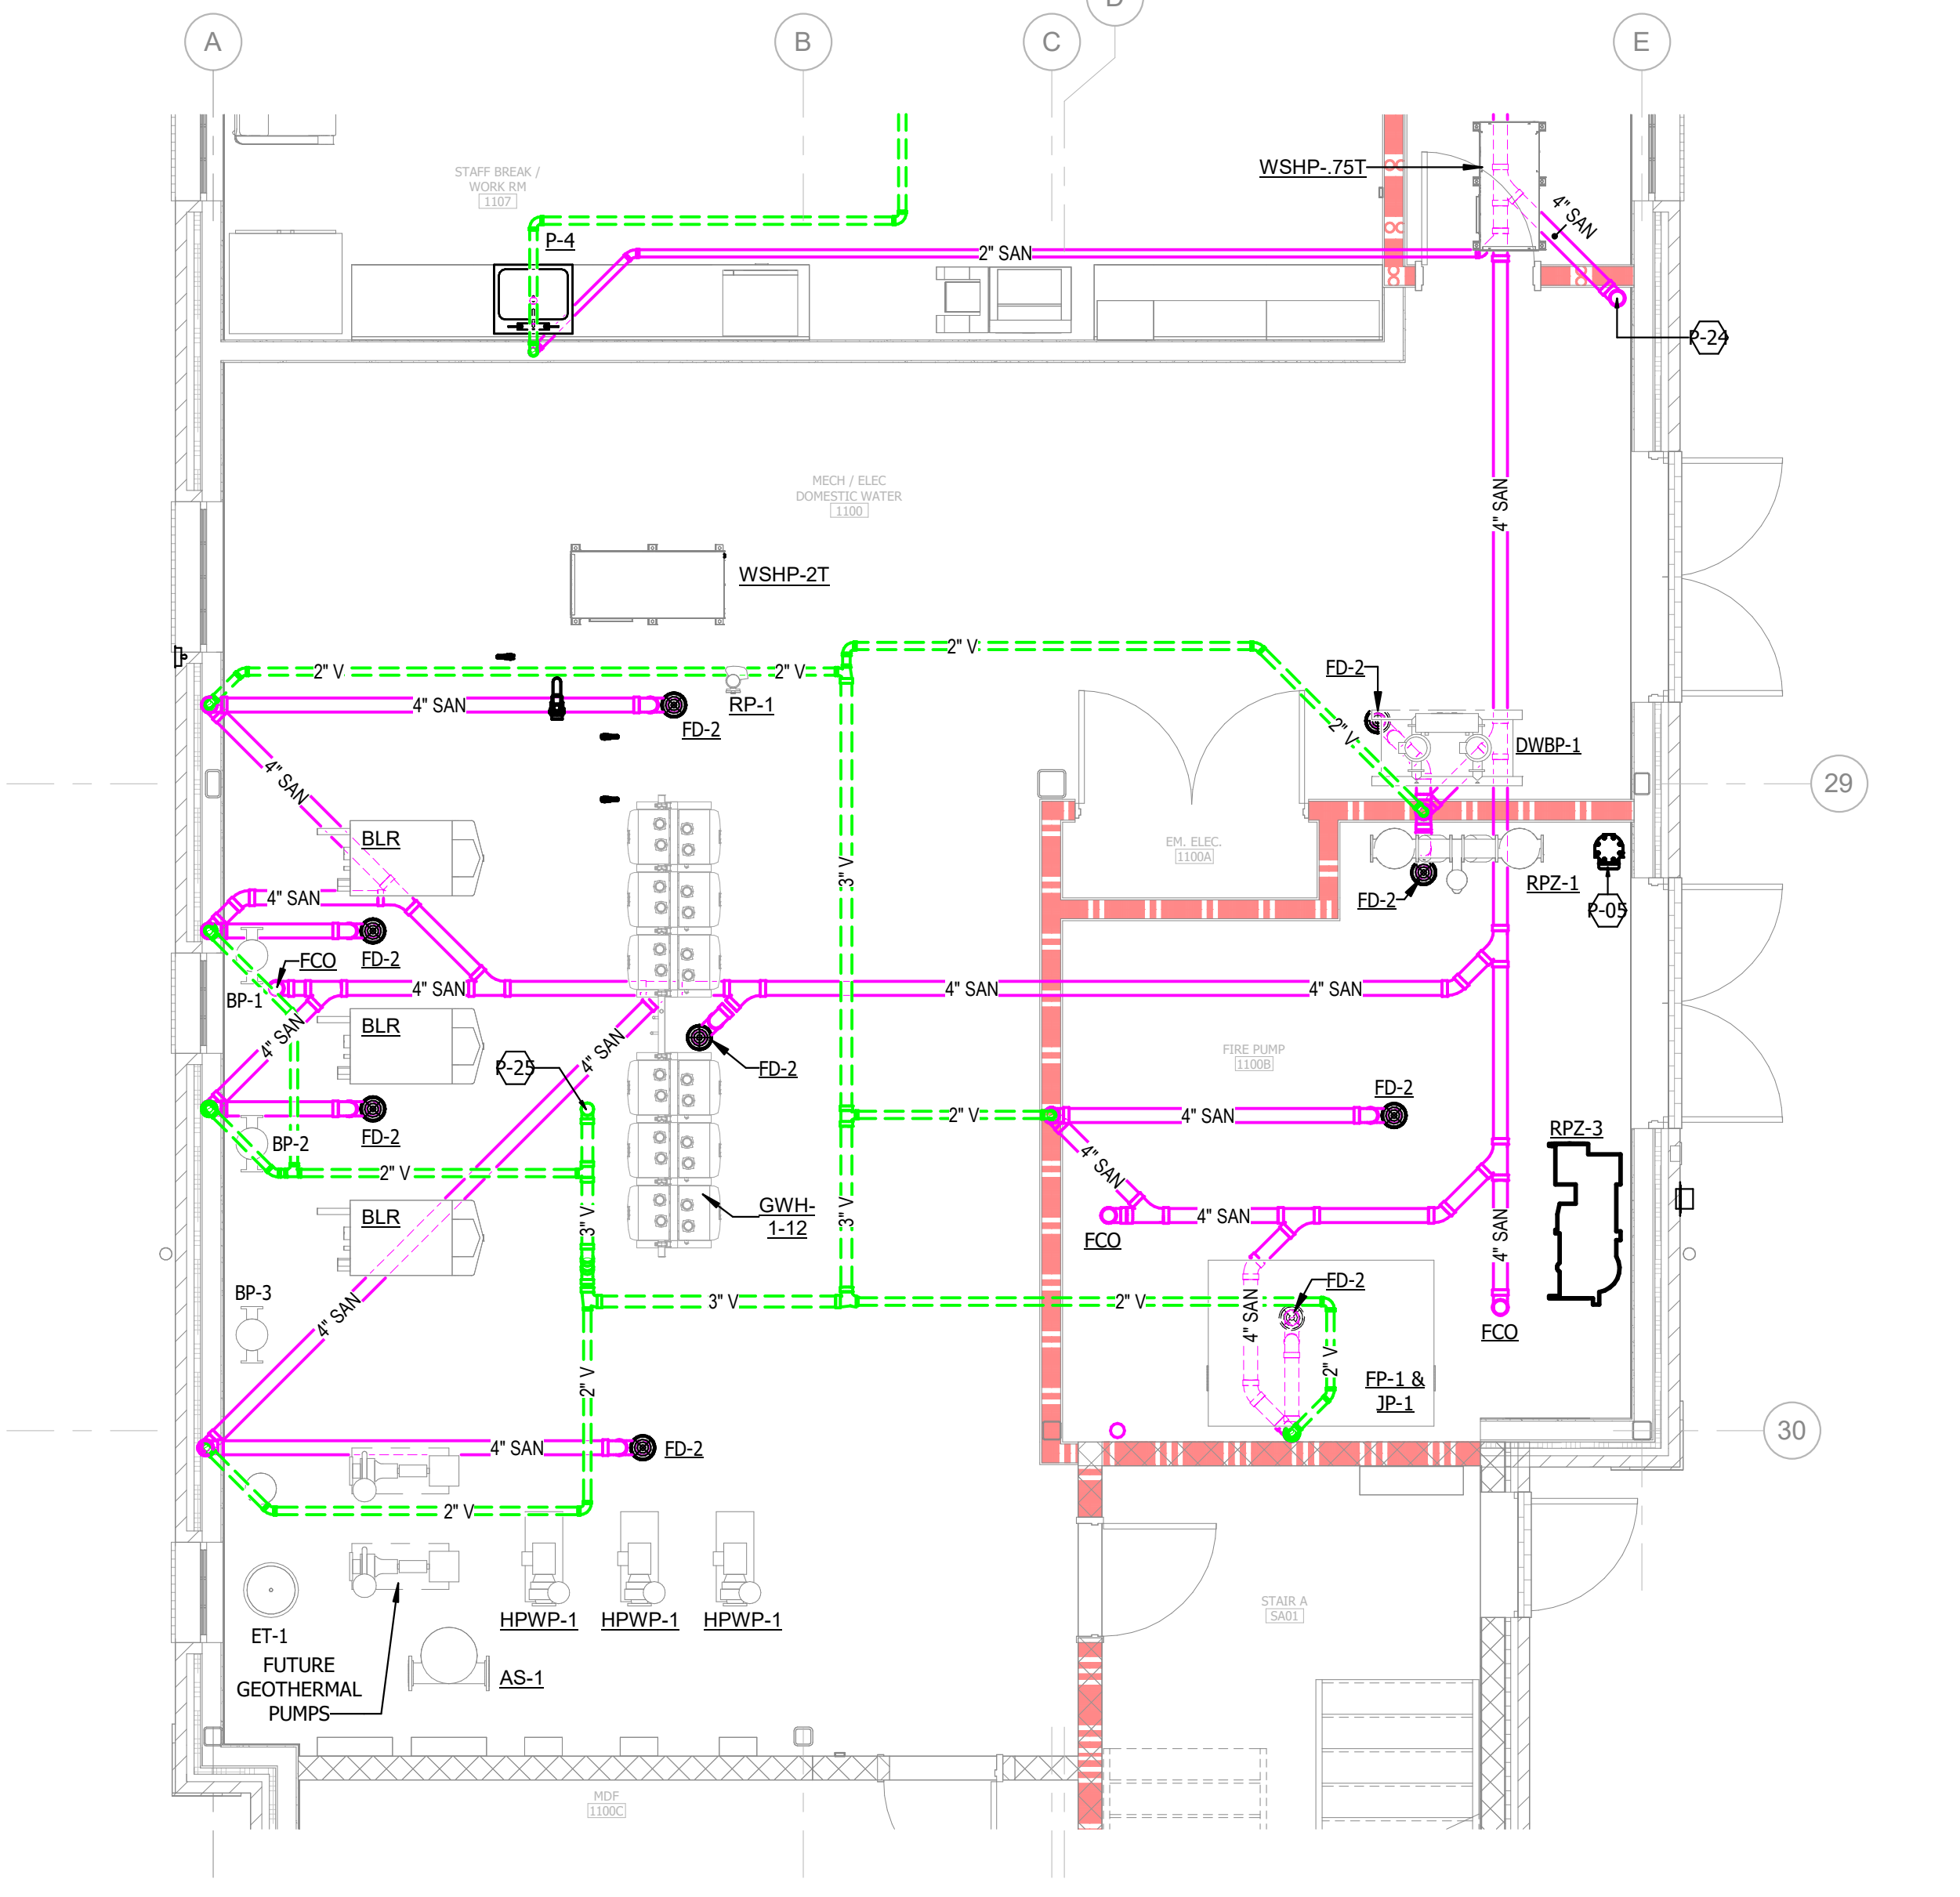 D
A
B
C
E
STAFF BREAK /
WORK RM
1107
WSHP-.75T
4" SAN
P-4
2" SAN
P-24
MECH / ELEC
DOMESTIC WATER
1100
4" SAN
WSHP-2T
2" V
2" V
2" V
4" SAN
RP-1
FD-2
FD-2
2" V
DWBP-1
29
4" SAN
BLR
EM. ELEC.
1100A
3" V
4" SAN
FD-2
RPZ-1
P-05
FD-2
FCO
BP-1
4" SAN
4" SAN
4" SAN
4" SAN
BLR
4" SAN
P-25
FD-2
FIRE PUMP
1100B
FD-2
2" V
4" SAN
RPZ-3
BP-2
FD-2
2" V
4" SAN
GWH-
1-12
3" V
3" V
BLR
4" SAN
FCO
4" SAN
BP-3
4" SAN
3" V
2" V
FD-2
4" SAN
FCO
2" V
2" V
FP-1 &
JP-1
4" SAN
FD-2
30
2" V
HPWP-1
HPWP-1
HPWP-1
STAIR A
SA01
ET-1
FUTURE
GEOTHERMAL
PUMPS
AS-1
MDF
1100C